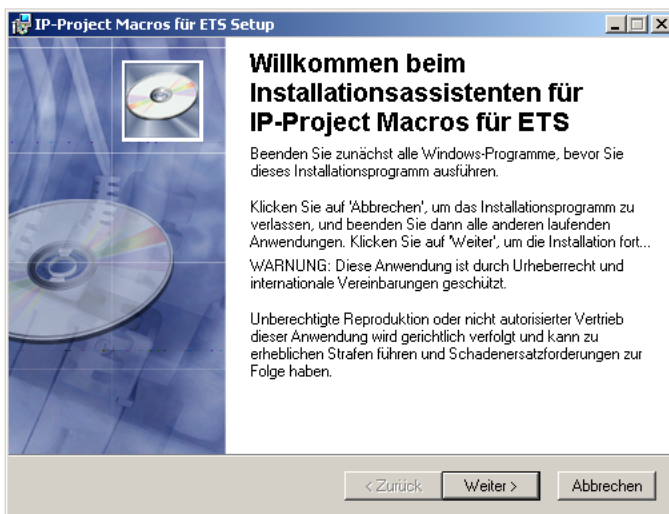 IP-Project Macros für ETS Setup
Willkommen beim
Installationsassistenten für
IP-Project Macros für ETS
Beenden Sie zunächst alle Windows-Programme, bevor Sie
dieses Installationsprogramm ausführen.
Klicken Sie auf 'Abbrechen', um das Installationsprogramm zu
verlassen, und beenden Sie dann alle anderen laufenden
Anwendungen. Klicken Sie auf 'Weiter', um die Installation fort...
WARNUNG: Diese Anwendung ist durch Urheberrecht und
internationale Vereinbarungen geschützt.
Unberechtigte Reproduktion oder nicht autorisierter Vertrieb
dieser Anwendung wird gerichtlich verfolgt und kann zu
erheblichen Strafen führen und Schadenersatzforderungen zur
Folge haben.
< Zurück
Weiter >
Abbrechen